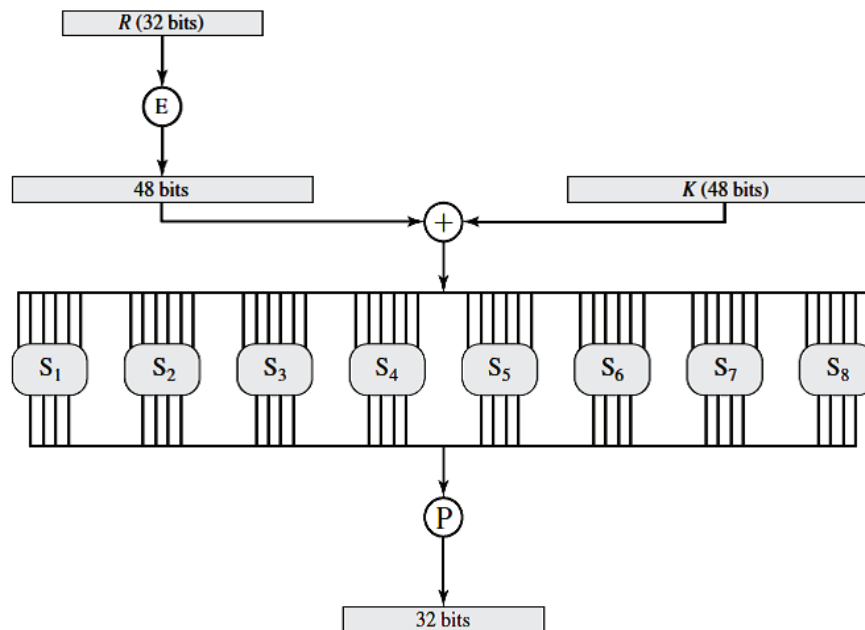 R (32 bits)
E
48 bits
K (48 bits)
+
S1 S2 S3 S4 S5 S6 S7 S8
P
32 bits